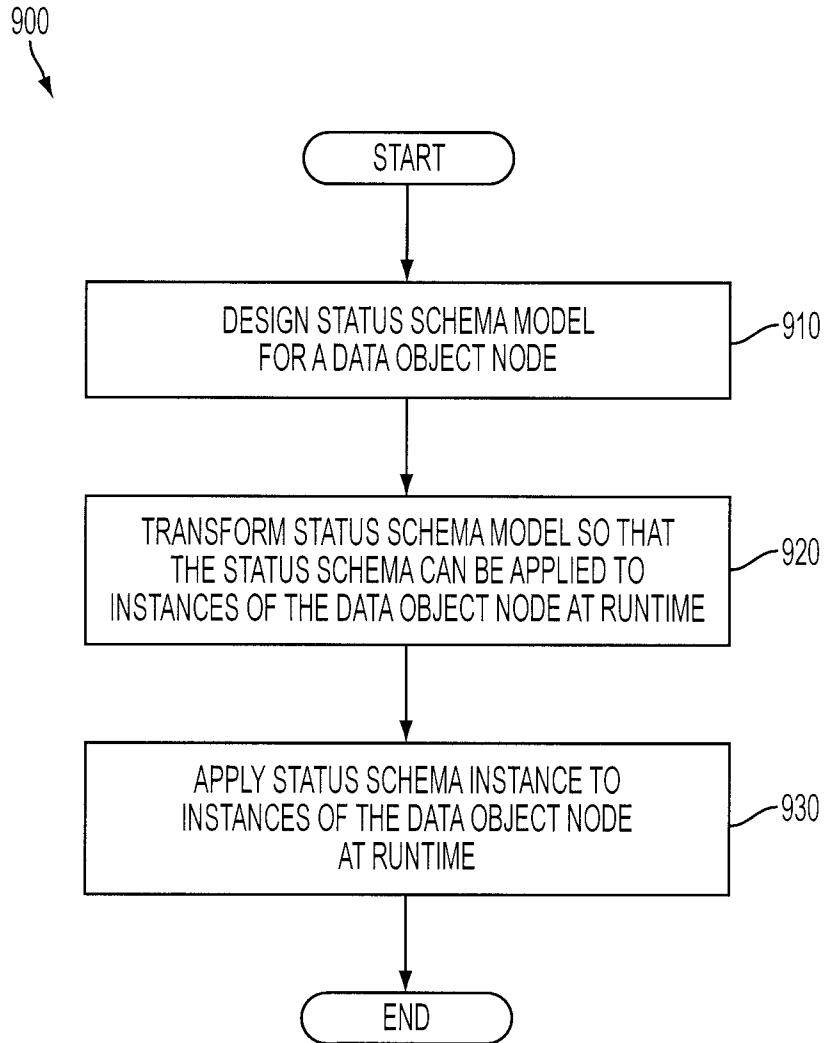 900
START
DESIGN STATUS SCHEMA MODEL
FOR A DATA OBJECT NODE
910
TRANSFORM STATUS SCHEMA MODEL SO THAT
THE STATUS SCHEMA CAN BE APPLIED TO
INSTANCES OF THE DATA OBJECT NODE AT RUNTIME
920
APPLY STATUS SCHEMA INSTANCE TO
INSTANCES OF THE DATA OBJECT NODE
AT RUNTIME
930
END